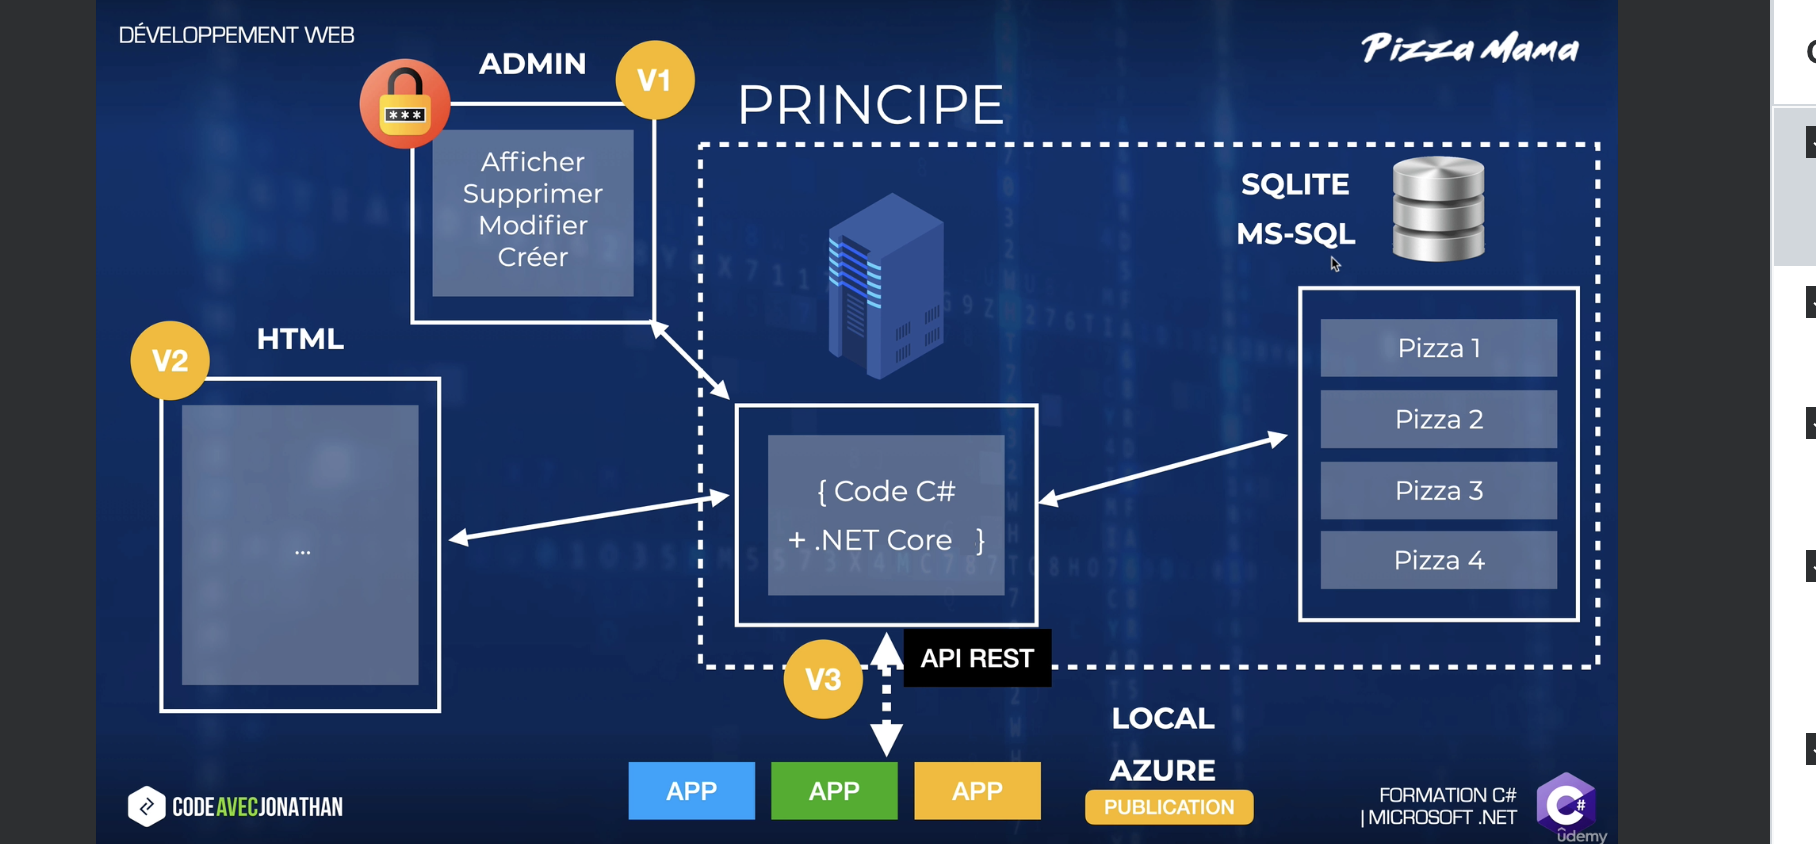 DÉVELOPPEMENT WEB
Pizza Mama
ADMIN
V1
***
PRINCIPE
Afficher
Supprimer
Modifier
Créer
SQLITE
MS-SQL
V2
HTML
...
Pizza 1
Pizza 2
Pizza 3
Pizza 4
{ Code C#
+ .NET Core }
V3
API REST
LOCAL
AZURE
PUBLICATION
APP
APP
APP
CODEAVECJONATHAN
FORMATION C#
| MICROSOFT .NET
C#
ûdemy